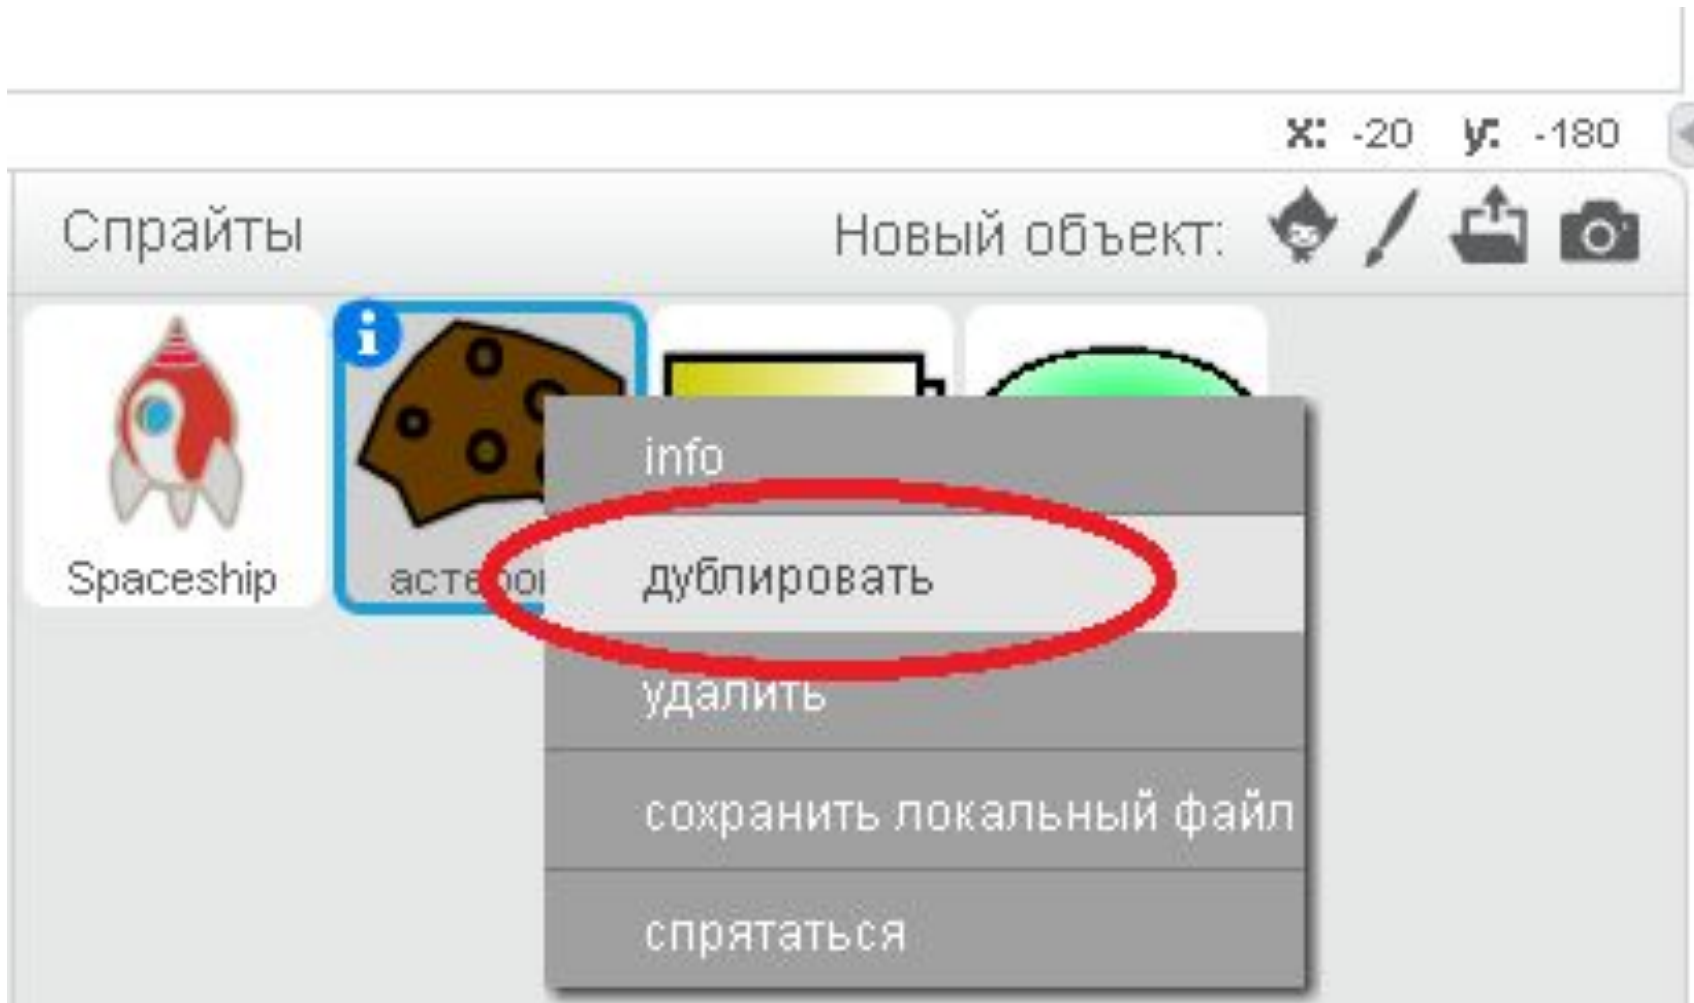 x: -20 y: -180
Спрайты Новый объект:
Spaceship
info
дублировать
удалить
сохранить локальный файл
спрятаться